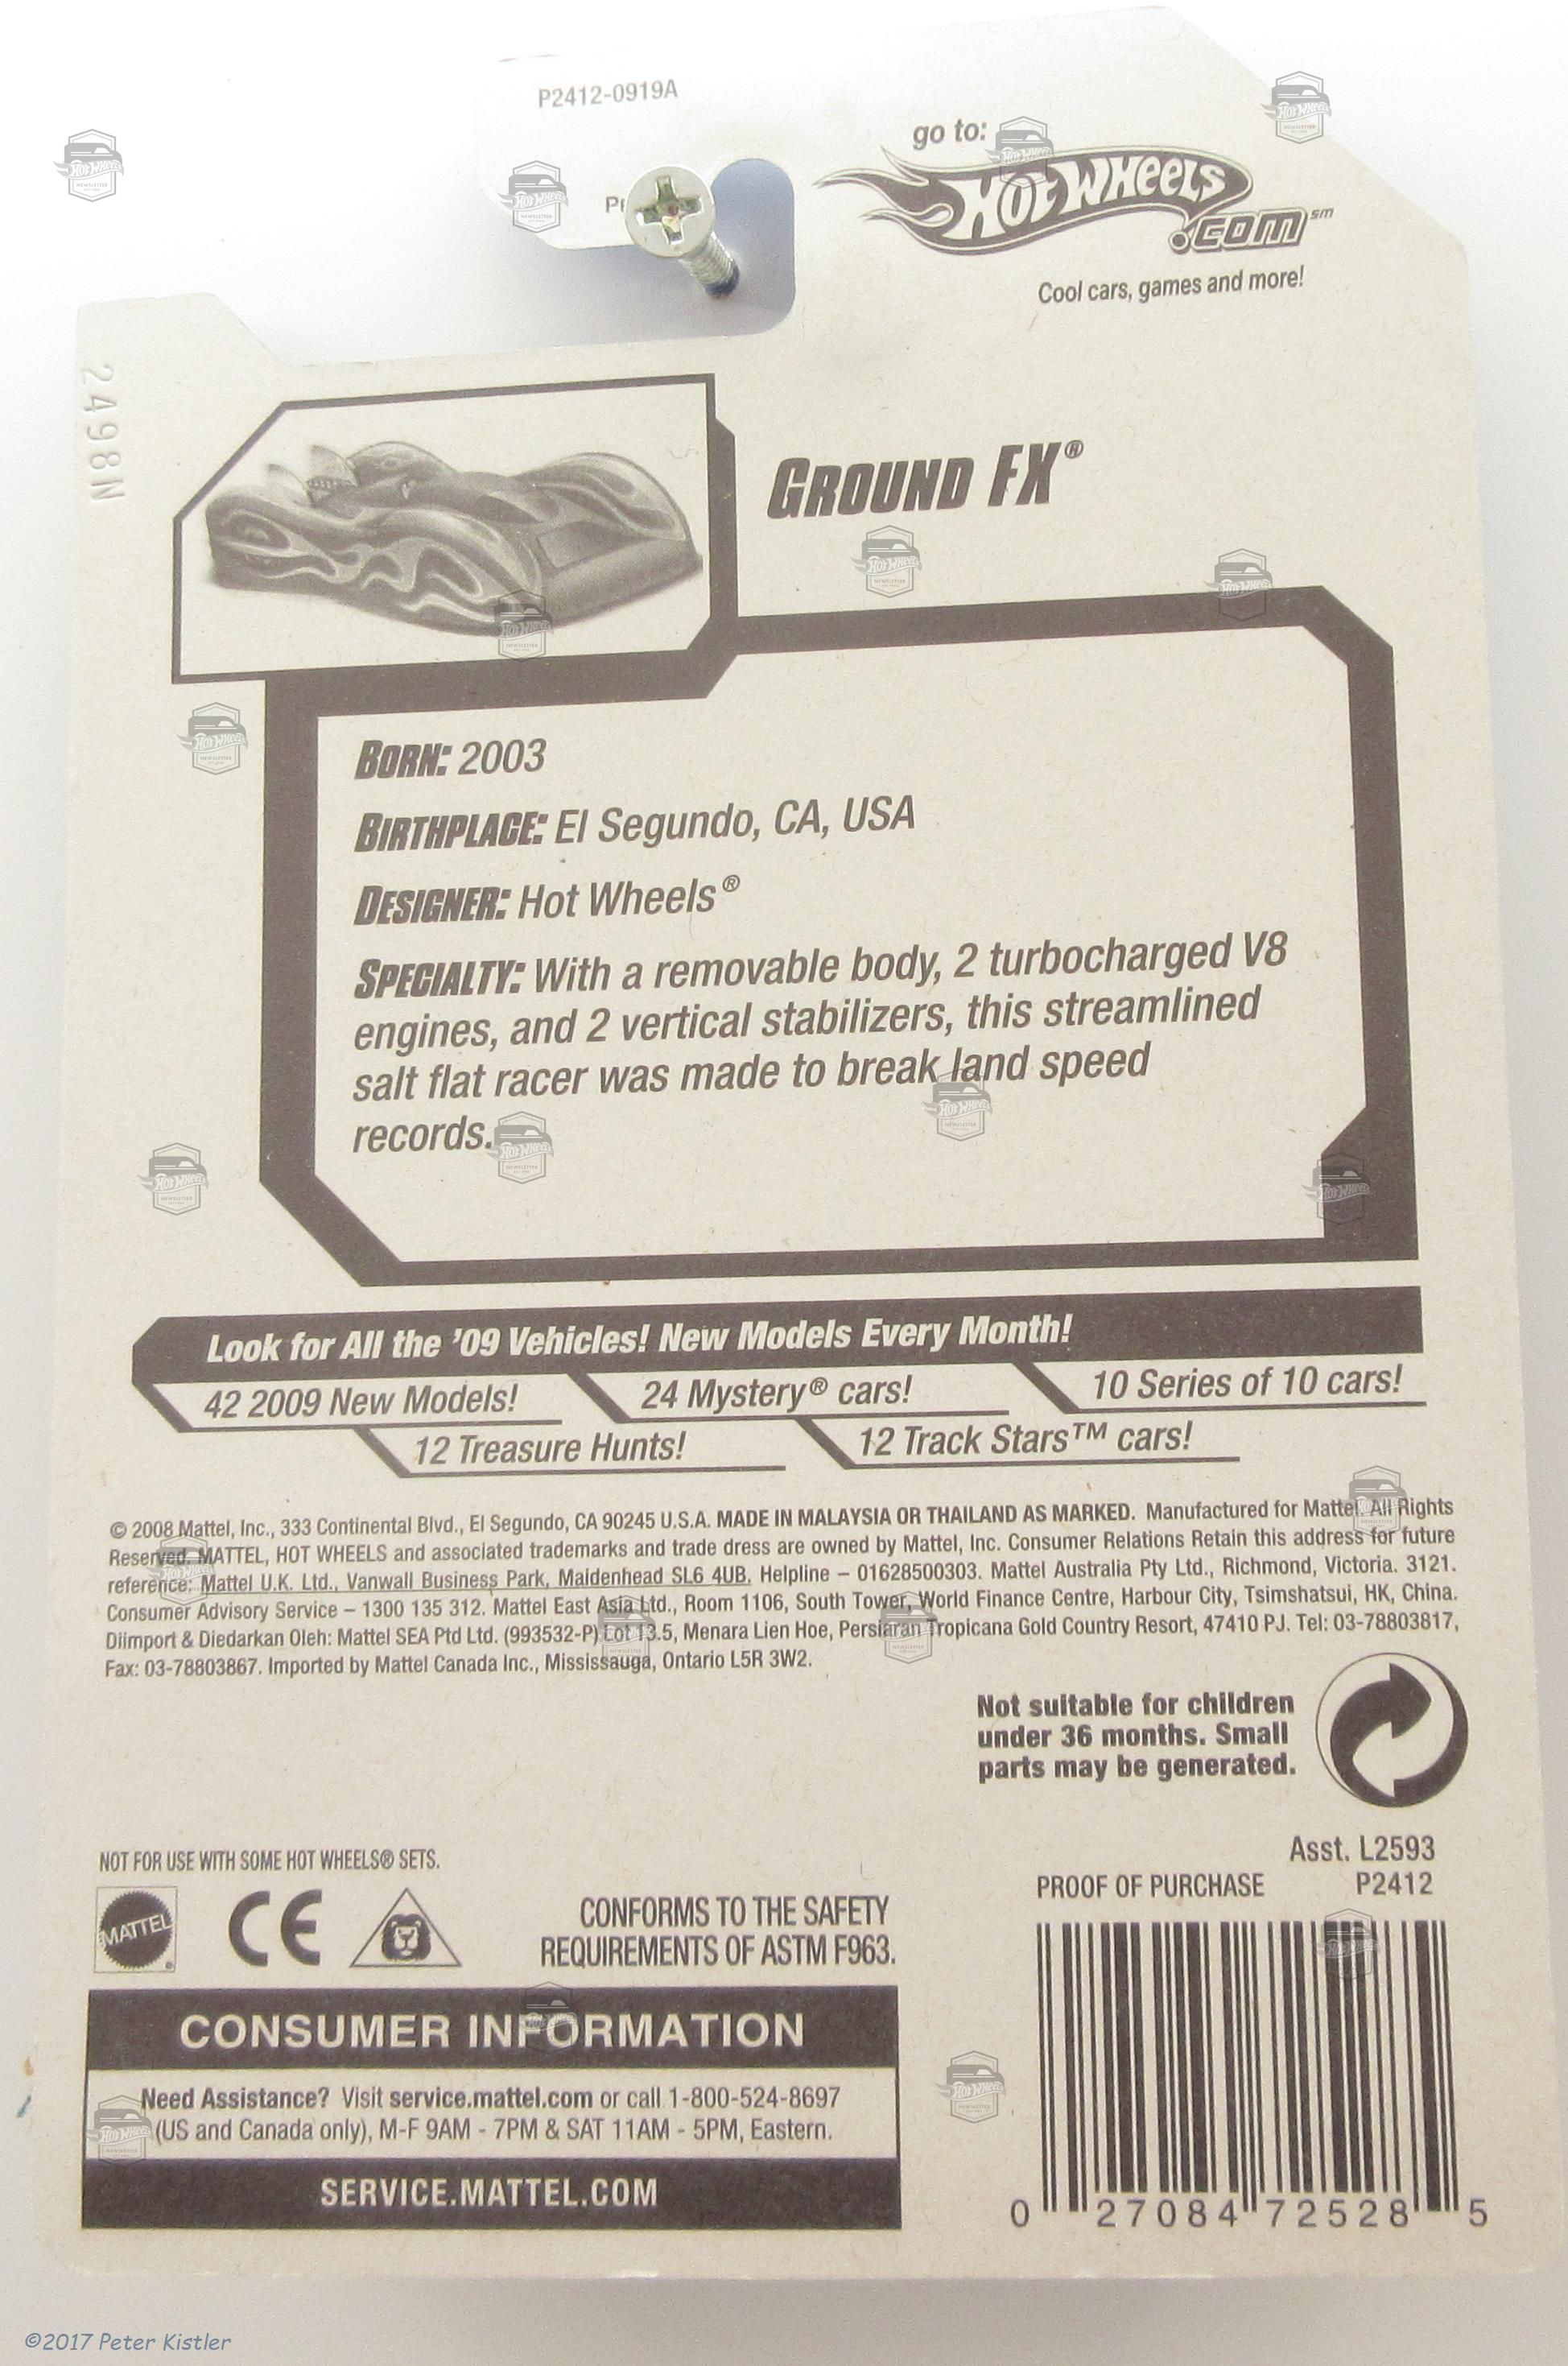 P2412-0919A
go to:
Hot Wheels
.com℠
Cool cars, games and more!
2498N
Ground FX®
Born: 2003
Birthplace: El Segundo, CA, USA
Designer: Hot Wheels®
Specialty: With a removable body, 2 turbocharged V8
engines, and 2 vertical stabilizers, this streamlined
salt flat racer was made to break land speed
records.
Look for All the '09 Vehicles! New Models Every Month!
42 2009 New Models!
24 Mystery® cars!
10 Series of 10 cars!
12 Treasure Hunts!
12 Track Stars™ cars!
© 2008 Mattel, Inc., 333 Continental Blvd., El Segundo, CA 90245 U.S.A. MADE IN MALAYSIA OR THAILAND AS MARKED. Manufactured for Mattel. All Rights
Reserved. MATTEL, HOT WHEELS and associated trademarks and trade dress are owned by Mattel, Inc. Consumer Relations Retain this address for future
reference: Mattel U.K. Ltd., Vanwall Business Park, Maidenhead SL6 4UB. Helpline – 01628500303. Mattel Australia Pty Ltd., Richmond, Victoria. 3121.
Consumer Advisory Service – 1300 135 312. Mattel East Asia Ltd., Room 1106, South Tower, World Finance Centre, Harbour City, Tsimshatsui, HK, China.
Diimport & Diedarkan Oleh: Mattel SEA Ptd Ltd. (993532-P) Lot 13.5, Menara Lien Hoe, Persiaran Tropicana Gold Country Resort, 47410 PJ. Tel: 03-78803817,
Fax: 03-78803867. Imported by Mattel Canada Inc., Mississauga, Ontario L5R 3W2.
Not suitable for children
under 36 months. Small
parts may be generated.
NOT FOR USE WITH SOME HOT WHEELS® SETS.
MATTEL
CE
CONFORMS TO THE SAFETY
REQUIREMENTS OF ASTM F963.
Asst. L2593
PROOF OF PURCHASE P2412
CONSUMER INFORMATION
Need Assistance? Visit service.mattel.com or call 1-800-524-8697
(US and Canada only), M-F 9AM - 7PM & SAT 11AM - 5PM, Eastern.
SERVICE.MATTEL.COM
0 27084 72528 5
©2017 Peter Kistler